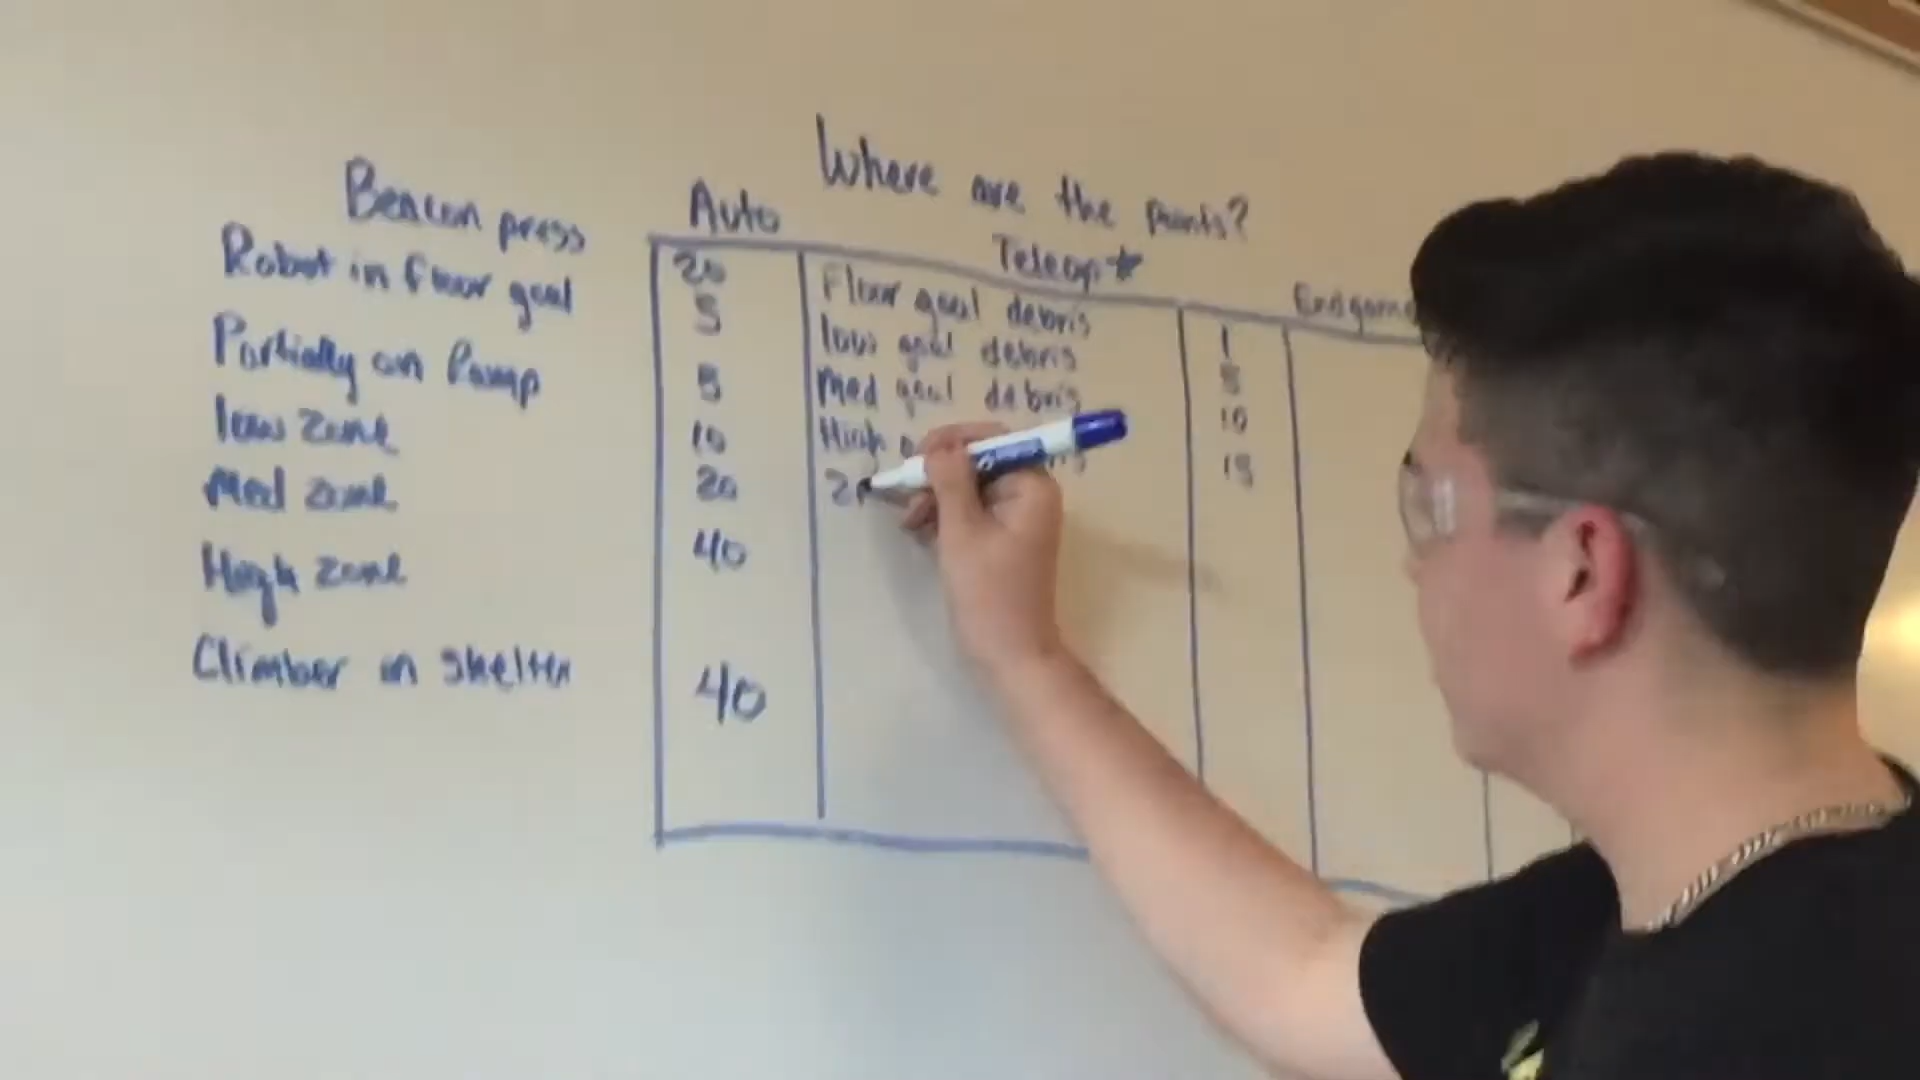 Where are the points?
Beacon press
Robot in floor goal
Partially on Ramp
low zone
Med zone
High zone
Climber in shelter
Auto
20
5
5
10
20
40
40
Teleop*
Floor goal debris
low goal debris
Med goal debris
High
1
5
10
15
Endgame